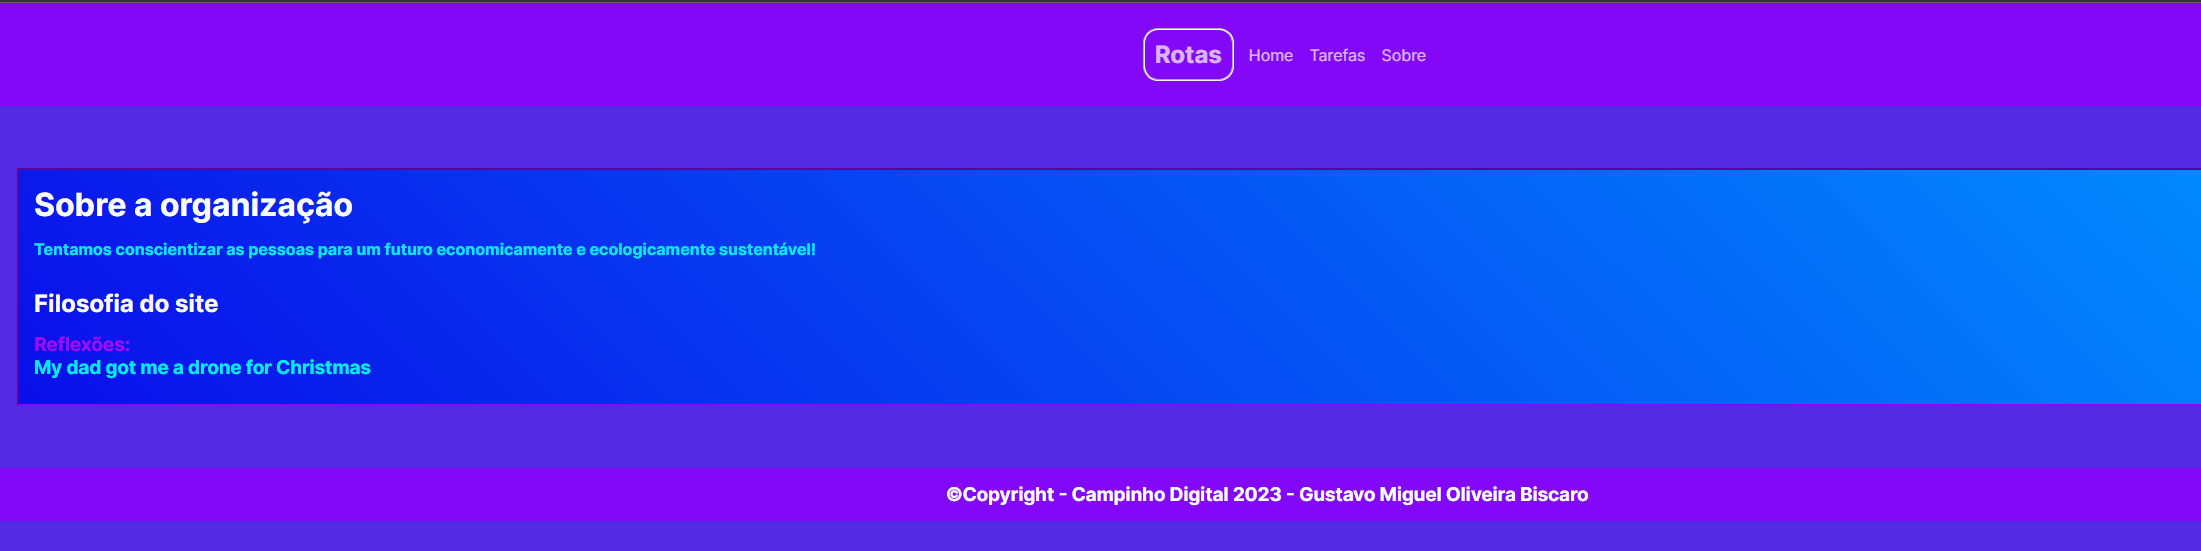 Rotas Home Tarefas Sobre
Sobre a organização
Tentamos conscientizar as pessoas para um futuro economicamente e ecologicamente sustentável!
Filosofia do site
Reflexões:
My dad got me a drone for Christmas
©Copyright - Campinho Digital 2023 - Gustavo Miguel Oliveira Biscaro